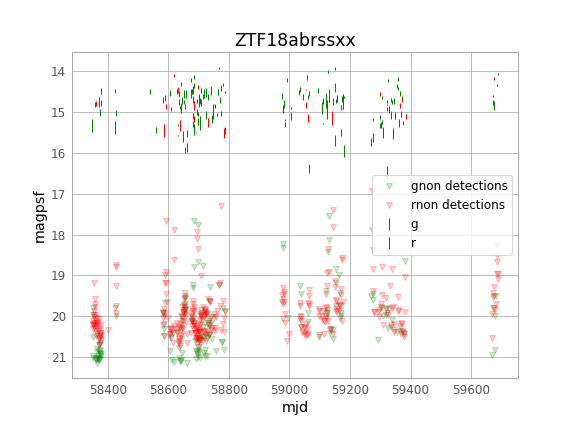 ZTF18abrssxx
14
15
16
17
18
19
20
21
magpsf
gnon detections
rnon detections
g
r
58400 58600 58800 59000 59200 59400 59600
mjd